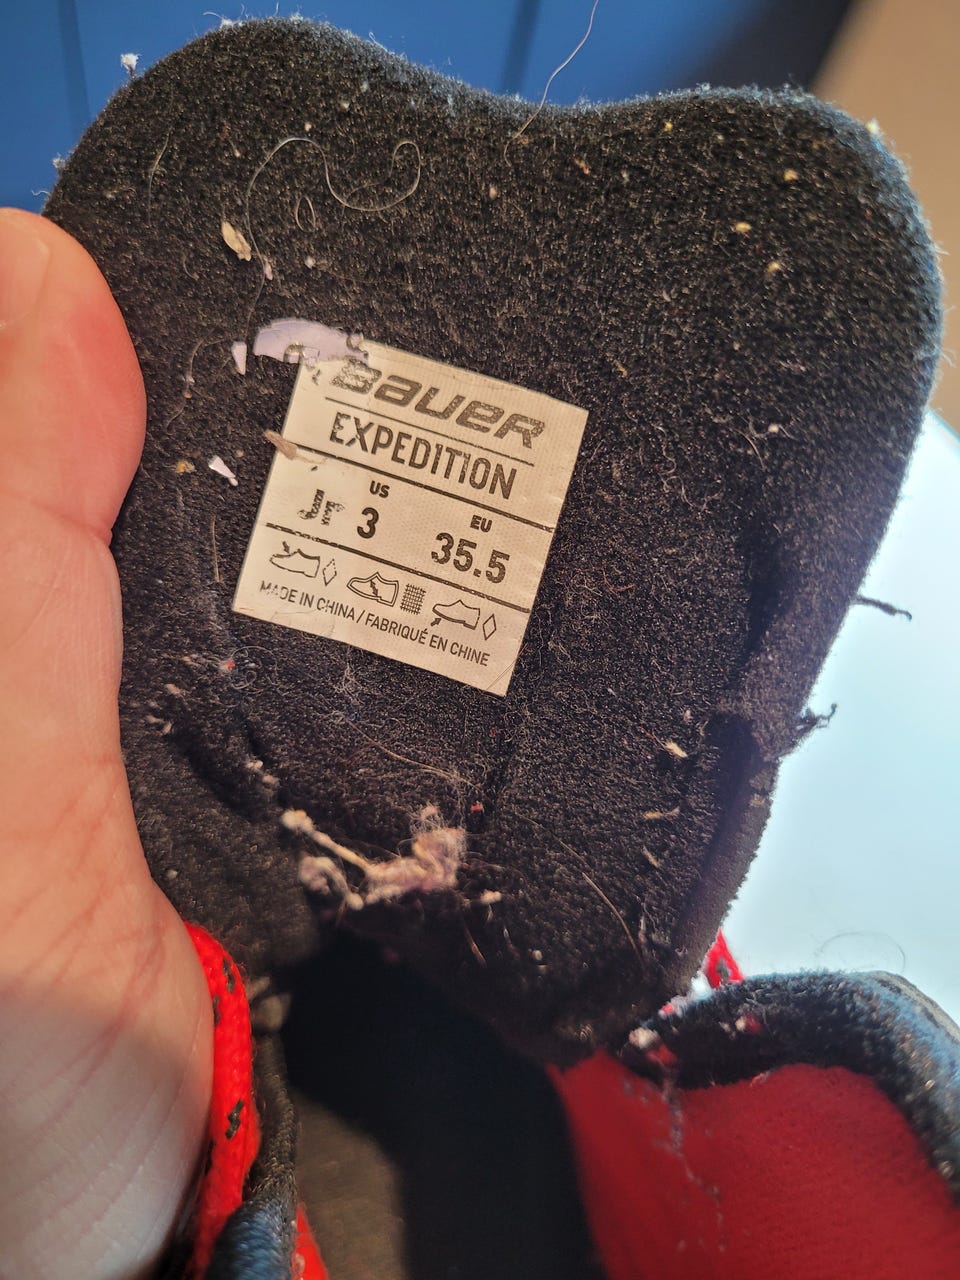 BAUER
EXPEDITION
US EU
Jr 3 35.5
MADE IN CHINA / FABRIQUÉ EN CHINE